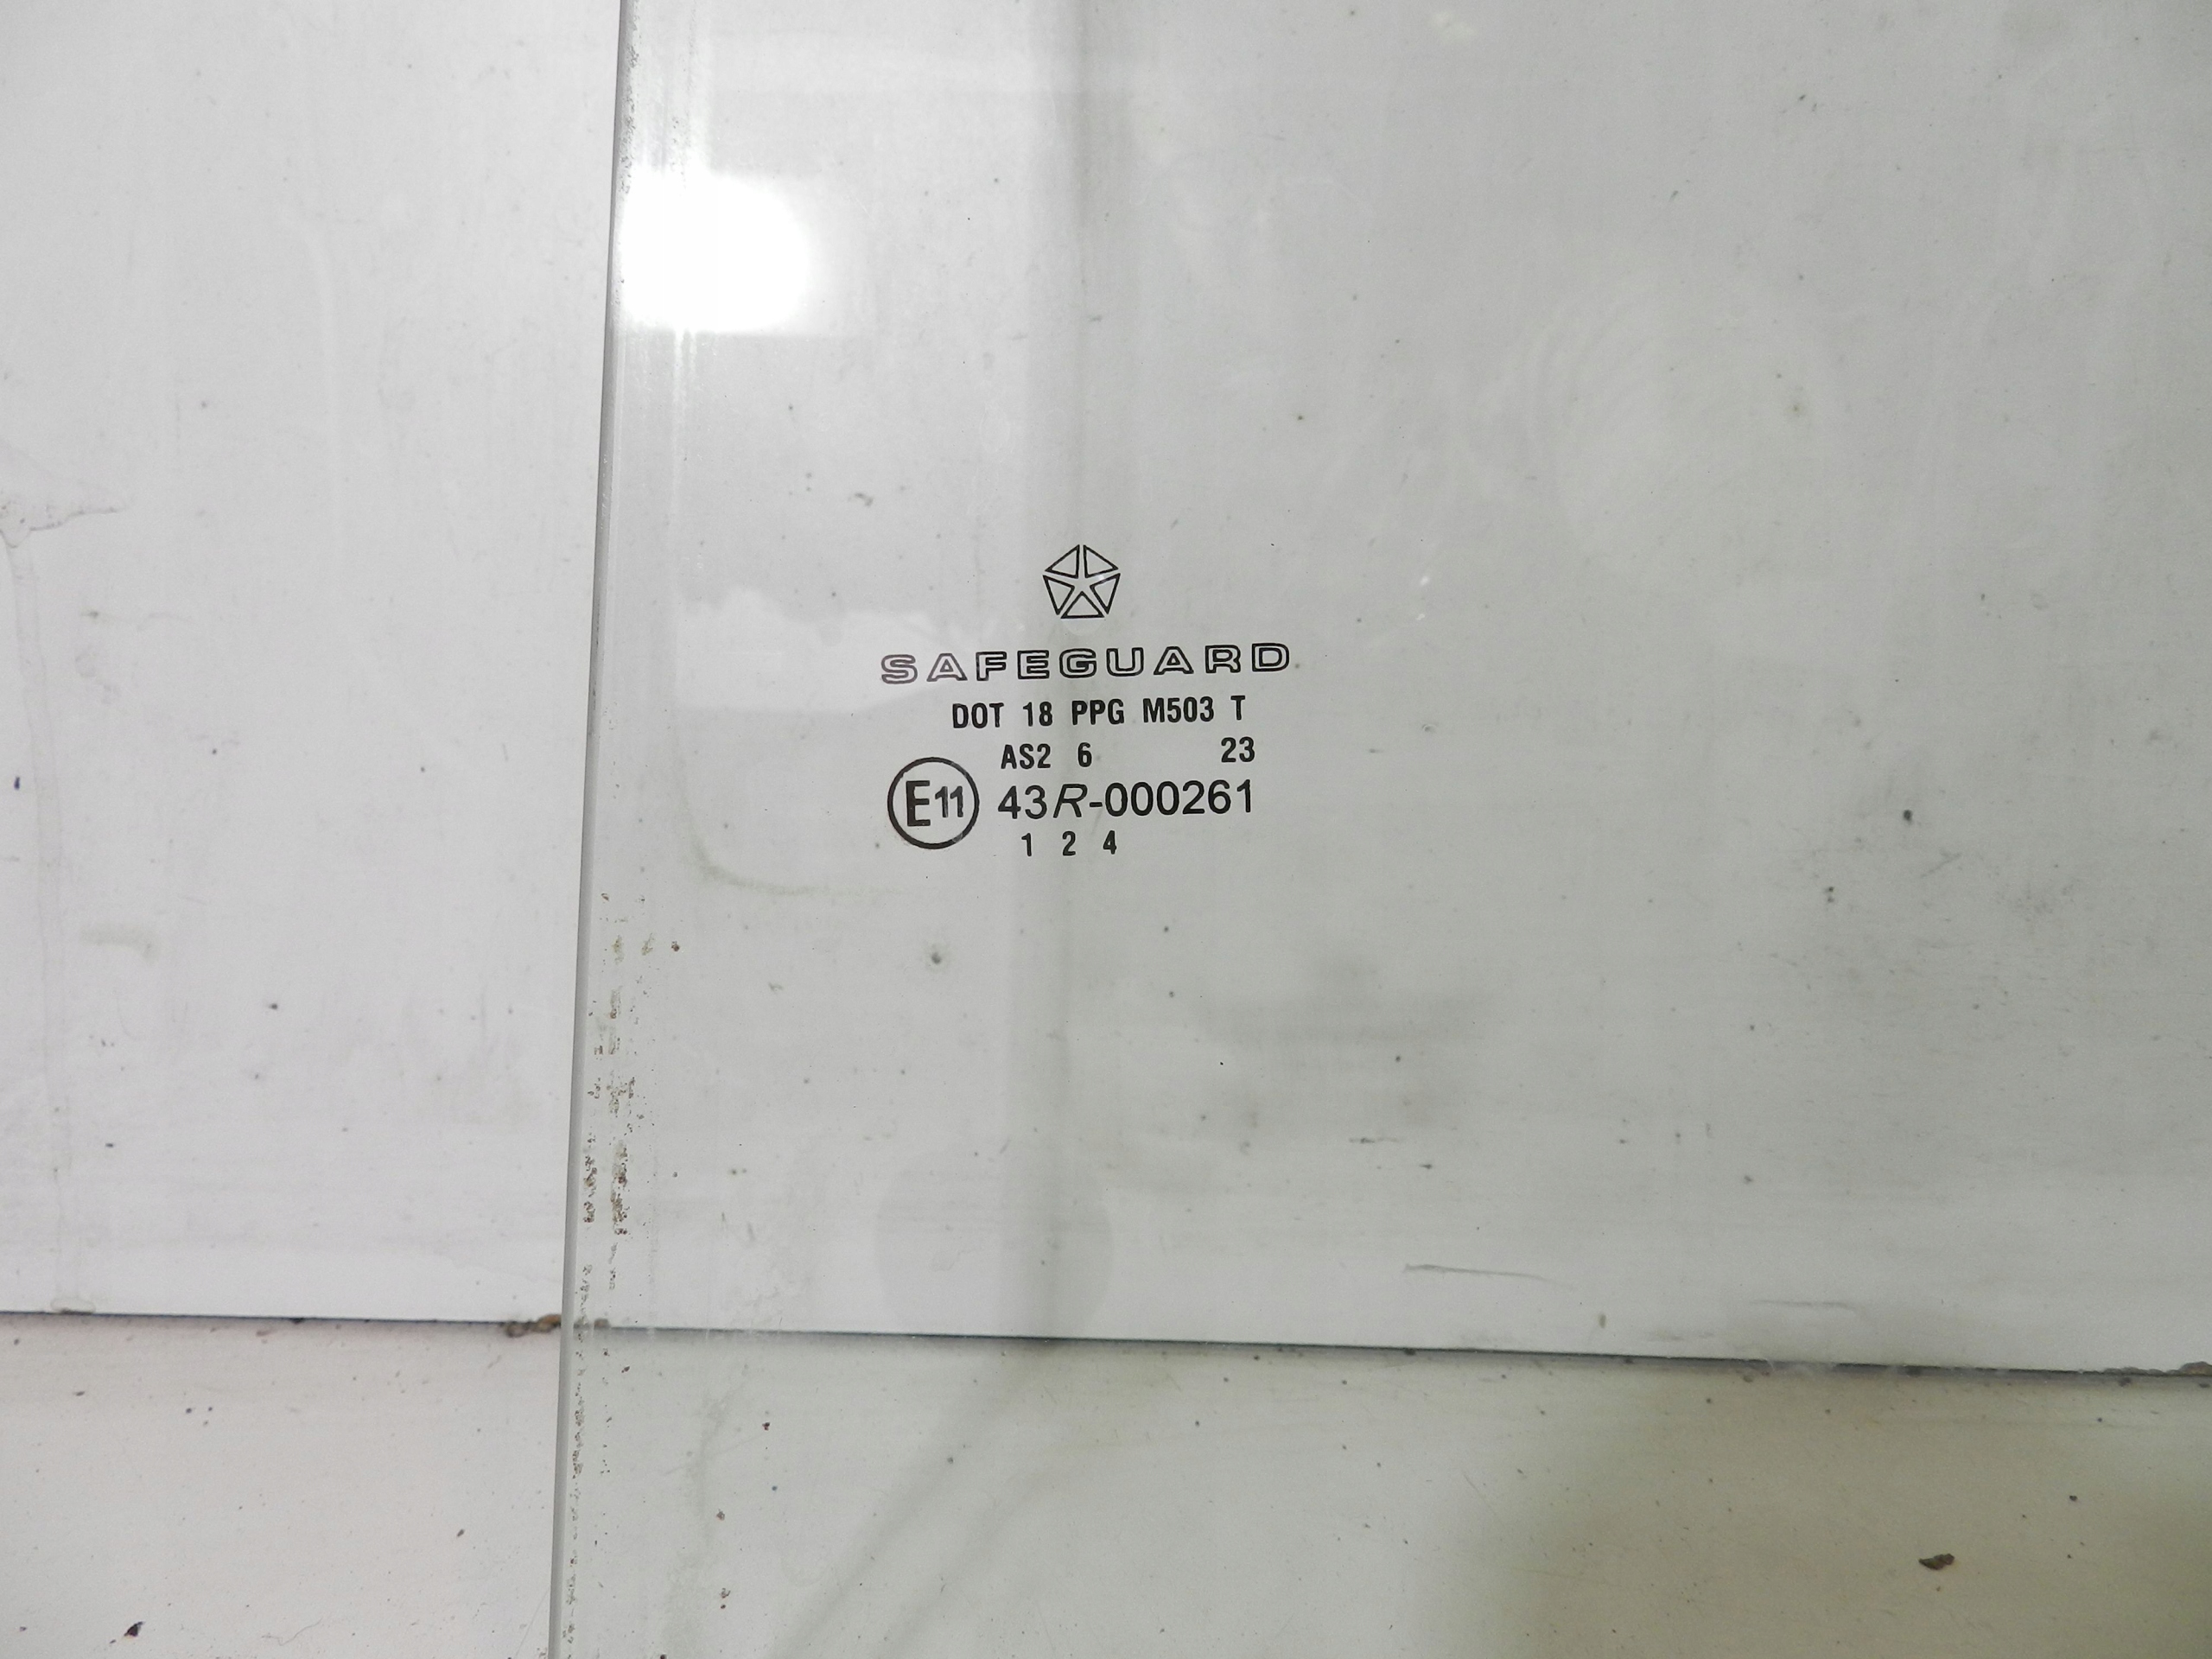 SAFEGUARD
DOT 18 PPG M503 T
AS2 6 23
E11 43R-000261
1 2 4